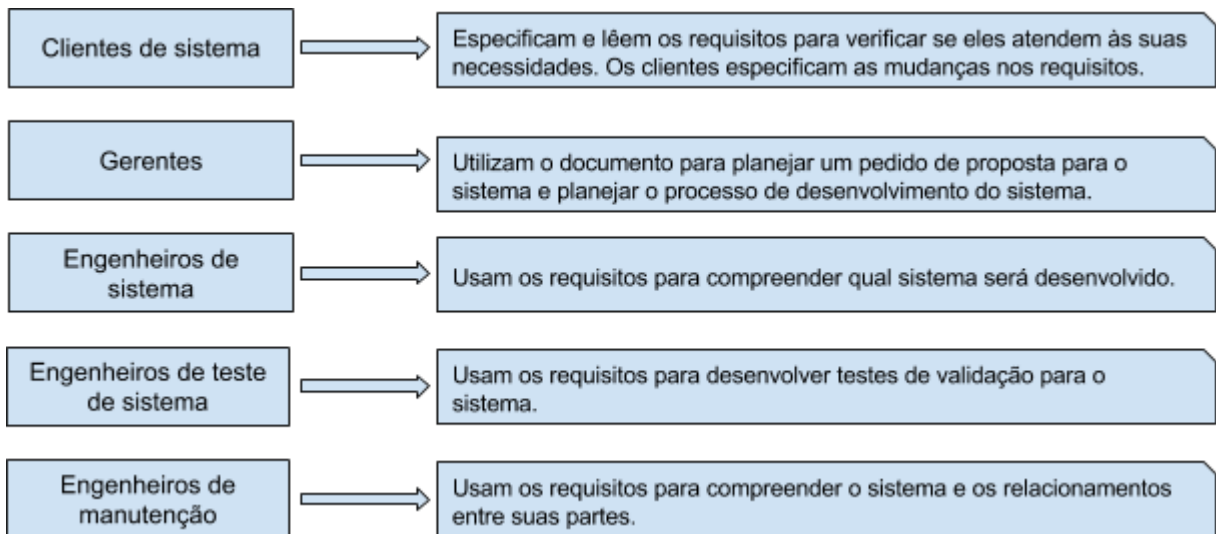 Clientes de sistema
Especificam e lêem os requisitos para verificar se eles atendem às suas
necessidades. Os clientes especificam as mudanças nos requisitos.
Gerentes
Utilizam o documento para planejar um pedido de proposta para o
sistema e planejar o processo de desenvolvimento do sistema.
Engenheiros de
sistema
Usam os requisitos para compreender qual sistema será desenvolvido.
Engenheiros de teste
de sistema
Usam os requisitos para desenvolver testes de validação para o
sistema.
Engenheiros de
manutenção
Usam os requisitos para compreender o sistema e os relacionamentos
entre suas partes.